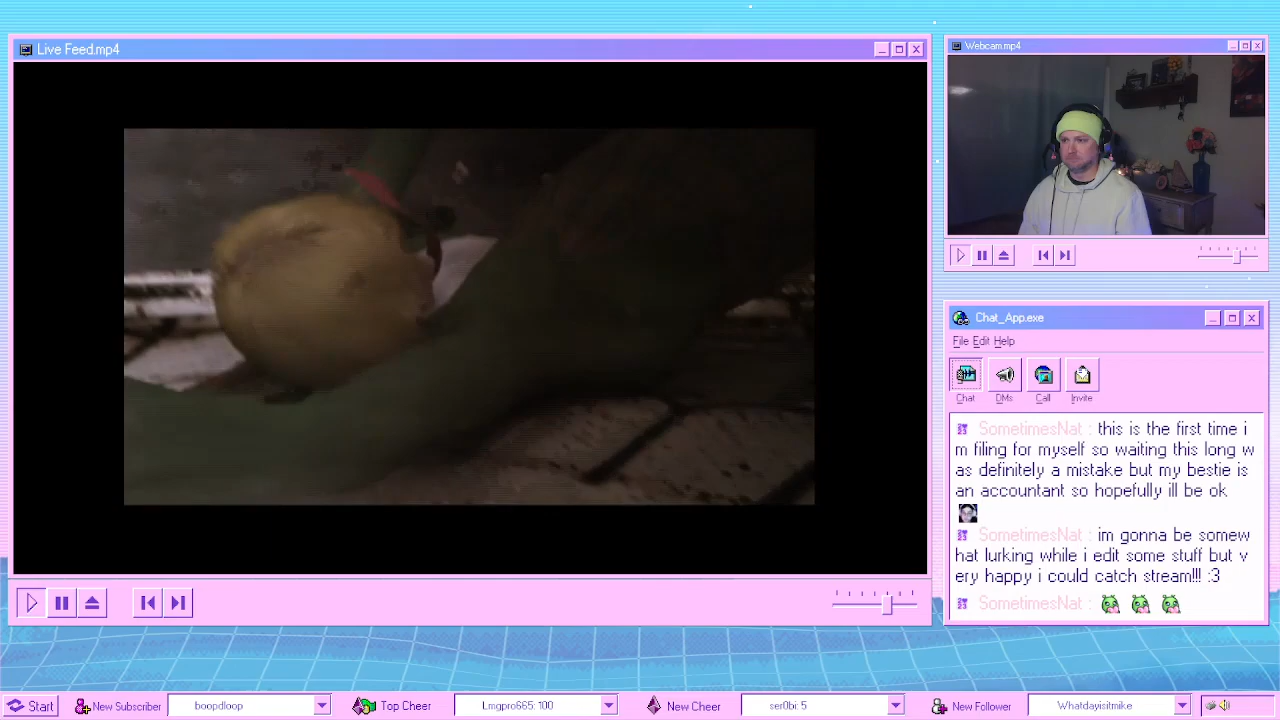 Live Feed.mp4
Webcam.mp4
Chat_App.exe
File Edit Help
Chat DMs Call Invite
SometimesNat : this is the first time i
m filing for myself so waiting this long w
as definitely a mistake but my bestie is
an accountant so hopefully ill be ok
SometimesNat : im gonna be somew
hat lurking while i edit some stuff but v
ery happy i could catch stream!!! :3
SometimesNat :
Start New Subscriber boopdloop Top Cheer Lmgpro665: 100 New Cheer ser0bi: 5 New Follower Whatdayisitmike